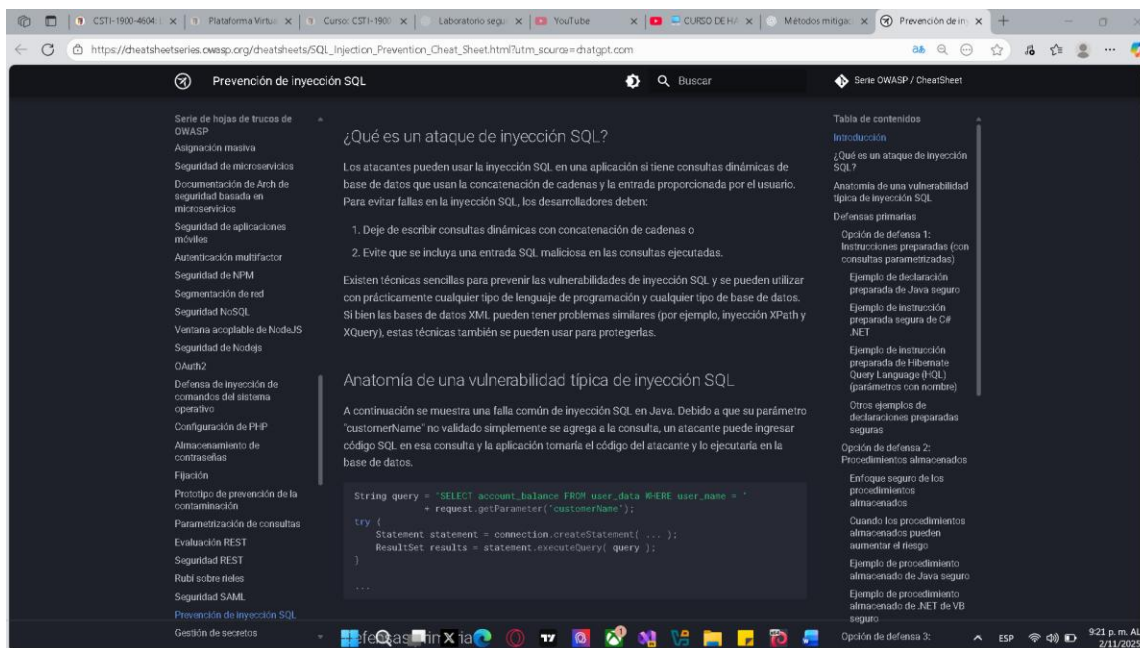 CSTI-1900-4604:
Plataforma Virtua
Curso: CSTI-1900
Laboratorio segu
YouTube
CURSO DE HA
Métodos mitiga
Prevención de in
https://cheatsheetseries.owasp.org/cheatsheets/SQL_Injection_Prevention_Cheat_Sheet.html?utm_source=chatgpt.com
Prevención de inyección SQL
Buscar
Serie OWASP / CheatSheet
Serie de hojas de trucos de
OWASP
Asignación masiva
Seguridad de microservicios
Documentación de Arch de
seguridad basada en
microservicios
Seguridad de aplicaciones
móviles
Autenticación multifactor
Seguridad de NPM
Segmentación de red
Seguridad NoSQL
Ventana acoplable de NodeJS
Seguridad de Nodejs
OAuth2
Defensa de inyección de
comandos del sistema
operativo
Configuración de PHP
Almacenamiento de
contraseñas
Fijación
Prototipo de prevención de la
contaminación
Parametrización de consultas
Evaluación REST
Seguridad REST
Rubí sobre rieles
Seguridad SAML
Prevención de inyección SQL
Gestión de secretos
¿Qué es un ataque de inyección SQL?
Los atacantes pueden usar la inyección SQL en una aplicación si tiene consultas dinámicas de
base de datos que usan la concatenación de cadenas y la entrada proporcionada por el usuario.
Para evitar fallas en la inyección SQL, los desarrolladores deben:
1. Deje de escribir consultas dinámicas con concatenación de cadenas o
2. Evite que se incluya una entrada SQL maliciosa en las consultas ejecutadas.
Existen técnicas sencillas para prevenir las vulnerabilidades de inyección SQL y se pueden utilizar
con prácticamente cualquier tipo de lenguaje de programación y cualquier tipo de base de datos.
Si bien las bases de datos XML pueden tener problemas similares (por ejemplo, inyección XPath y
XQuery), estas técnicas también se pueden usar para protegerlas.
Anatomía de una vulnerabilidad típica de inyección SQL
A continuación se muestra una falla común de inyección SQL en Java. Debido a que su parámetro
"customerName" no validado simplemente se agrega a la consulta, un atacante puede ingresar
código SQL en esa consulta y la aplicación tomaría el código del atacante y lo ejecutaría en la
base de datos.
String query = "SELECT account_balance FROM user_data WHERE user_name = "
+ request.getParameter("customerName");
try {
Statement statement = connection.createStatement( ... );
ResultSet results = statement.executeQuery( query );
}
...
Tabla de contenidos
Introducción
¿Qué es un ataque de inyección
SQL?
Anatomía de una vulnerabilidad
típica de inyección SQL
Defensas primarias
Opción de defensa 1:
Instrucciones preparadas (con
consultas parametrizadas)
Ejemplo de declaración
preparada de Java seguro
Ejemplo de instrucción
preparada segura de C#
.NET
Ejemplo de instrucción
preparada de Hibernate
Query Language (HQL)
(parámetros con nombre)
Otros ejemplos de
declaraciones preparadas
seguras
Opción de defensa 2:
Procedimientos almacenados
Enfoque seguro de los
procedimientos
almacenados
Cuando los procedimientos
almacenados pueden
aumentar el riesgo
Ejemplo de procedimiento
almacenado de Java seguro
Ejemplo de procedimiento
almacenado de .NET de VB
seguro
Opción de defensa 3:
ESP
9:21 p. m. AL
2/11/2025